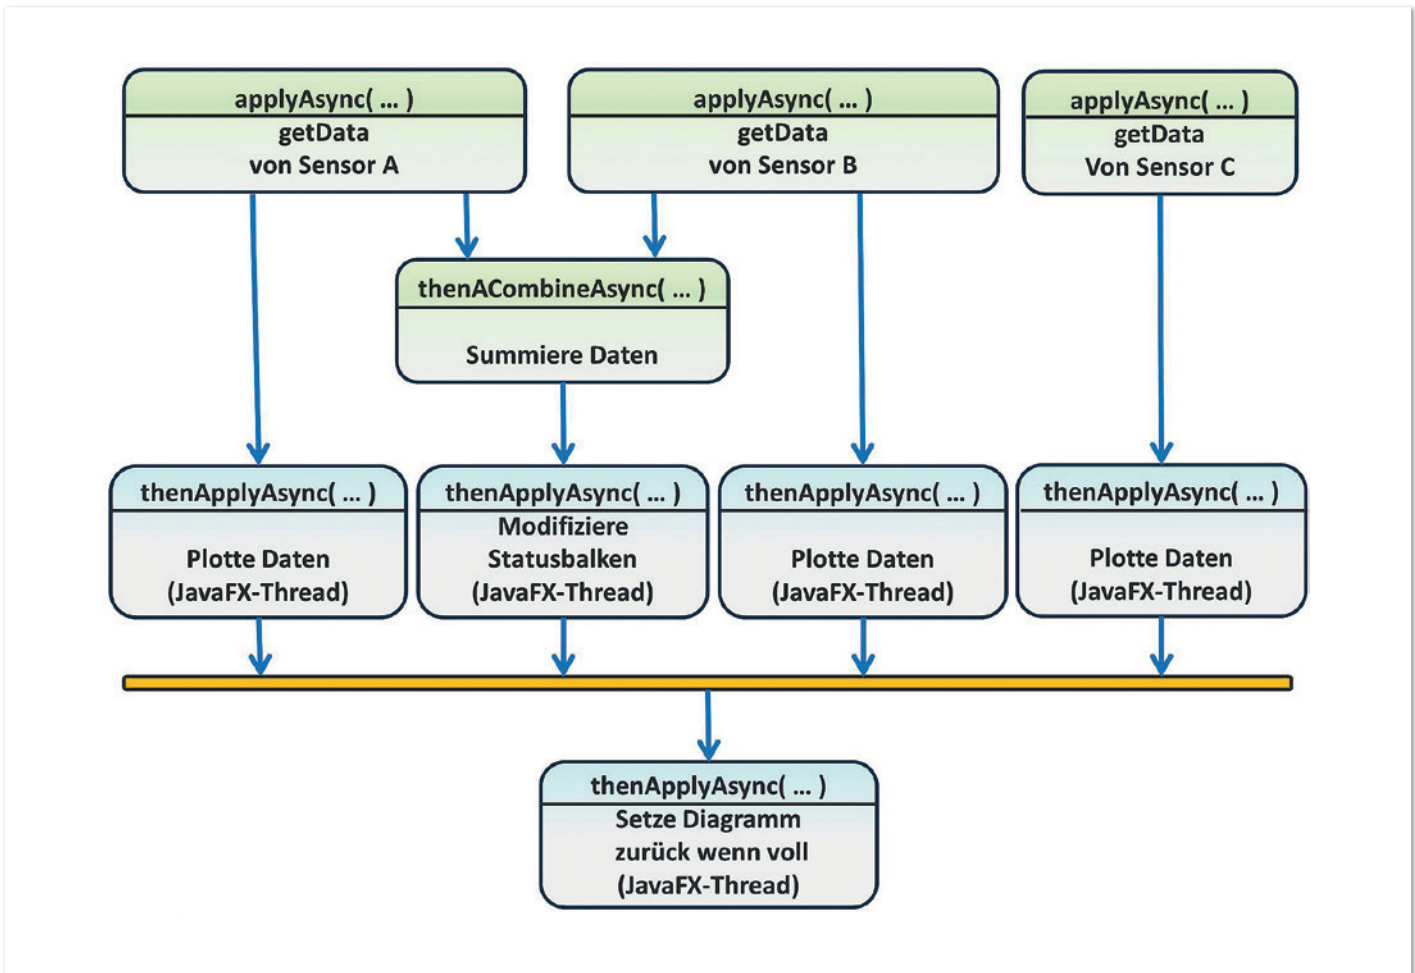 applyAsync( ... )
getData
von Sensor A
applyAsync( ... )
getData
von Sensor B
applyAsync( ... )
getData
Von Sensor C
thenACombineAsync( ... )
Summiere Daten
thenApplyAsync( ... )
Plotte Daten
(JavaFX-Thread)
thenApplyAsync( ... )
Modifiziere
Statusbalken
(JavaFX-Thread)
thenApplyAsync( ... )
Plotte Daten
(JavaFX-Thread)
thenApplyAsync( ... )
Plotte Daten
(JavaFX-Thread)
thenApplyAsync( ... )
Setze Diagramm
zurück wenn voll
(JavaFX-Thread)